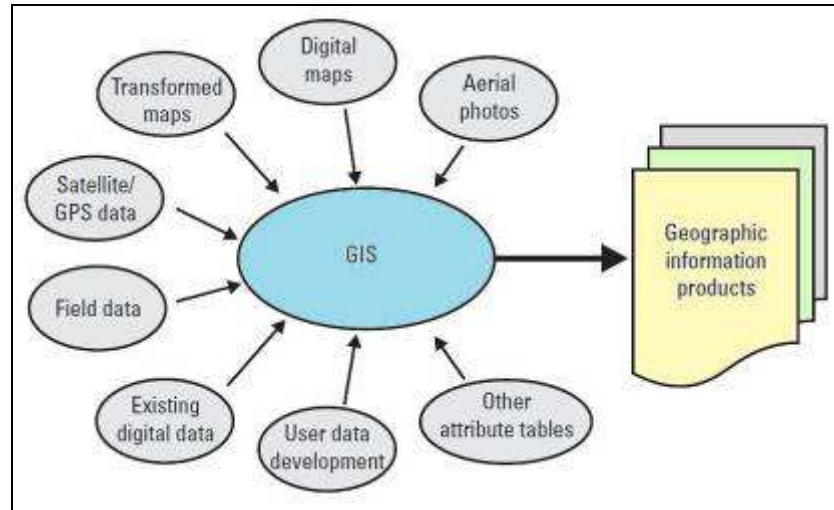 Digital
maps
Transformed
maps
Aerial
photos
Satellite/
GPS data
GIS
Geographic
information
products
Field data
Existing
digital data
User data
development
Other
attribute tables